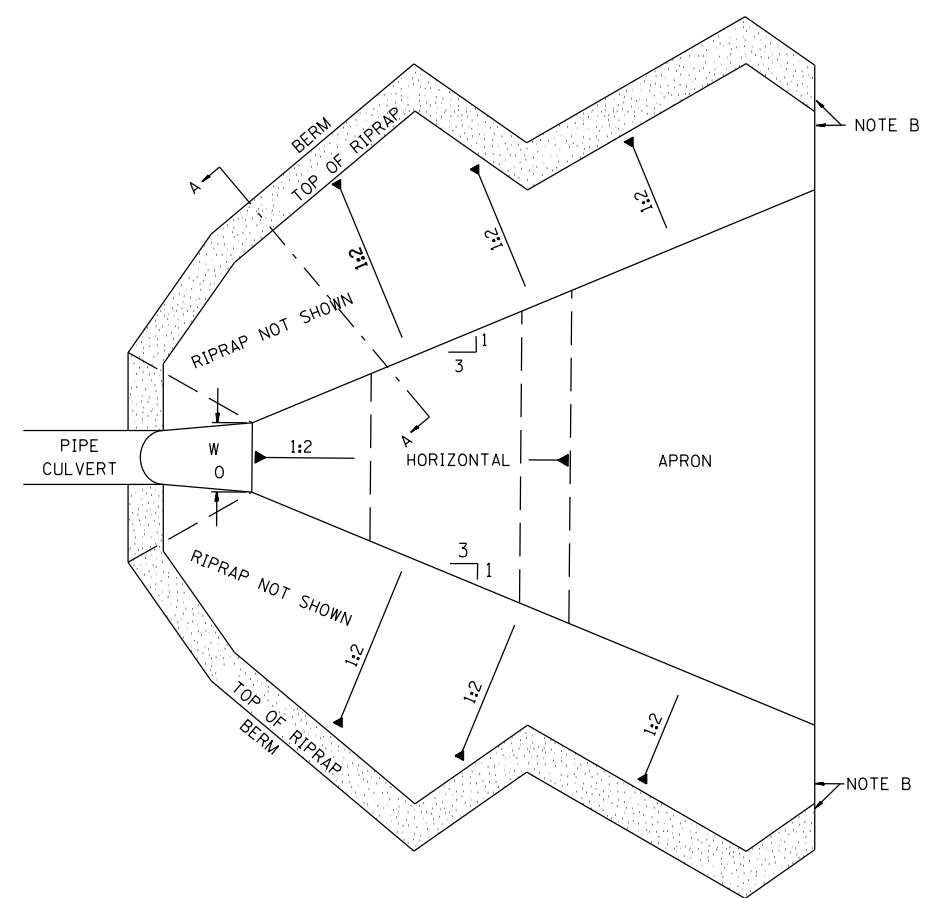 BERM
TOP OF RIPRAP
NOTE B
A
1:2
1:2
1:2
RIPRAP NOT SHOWN
1
3
A
PIPE
CULVERT
W
O
1:2
HORIZONTAL
APRON
3
1
RIPRAP NOT SHOWN
1:2
1:2
1:2
TOP OF RIPRAP
BERM
NOTE B